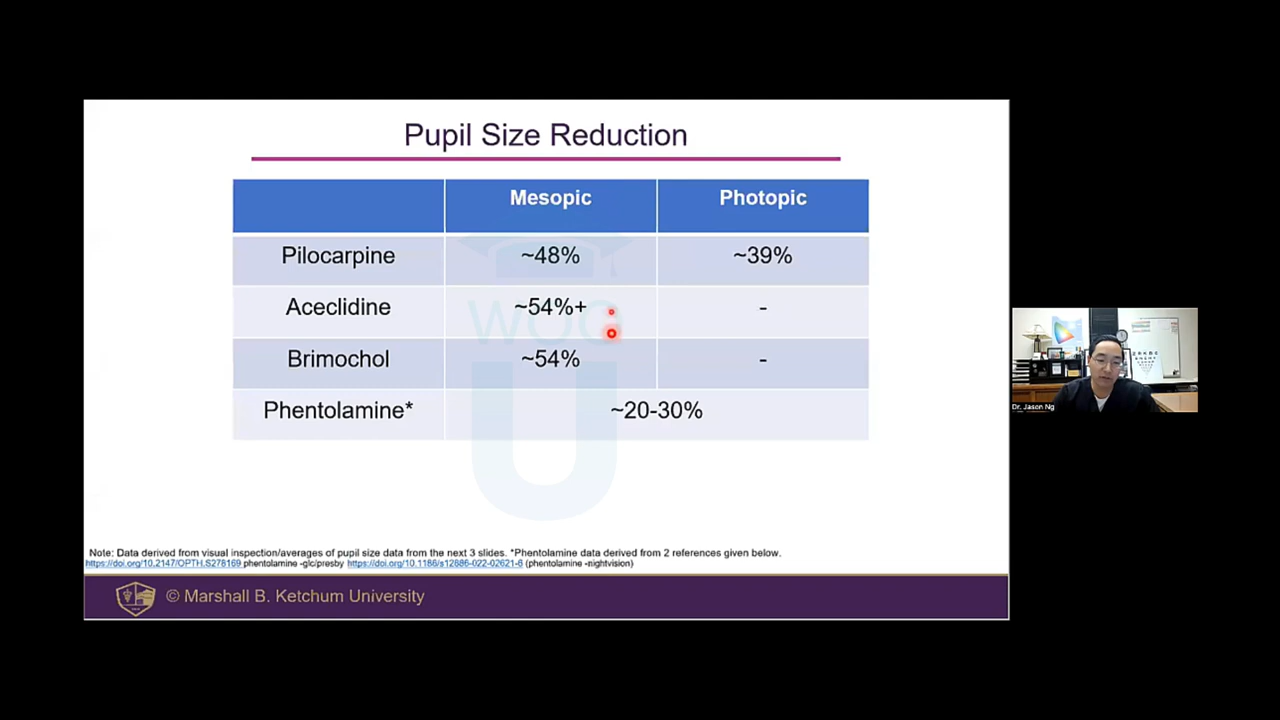 Pupil Size Reduction
Mesopic Photopic
Pilocarpine ~48% ~39%
Aceclidine ~54%+ -
Brimochol ~54% -
Phentolamine* ~20-30%
WOO
U
Note: Data derived from visual inspection/averages of pupil size data from the next 3 slides. *Phentolamine data derived from 2 references given below.
https://doi.org/10.2147/OPTH.S278169 phentolamine -glc/presby https://doi.org/10.1186/s12886-022-02621-8 (phentolamine -nightvision)
© Marshall B. Ketchum University
Dr. Jason Ng